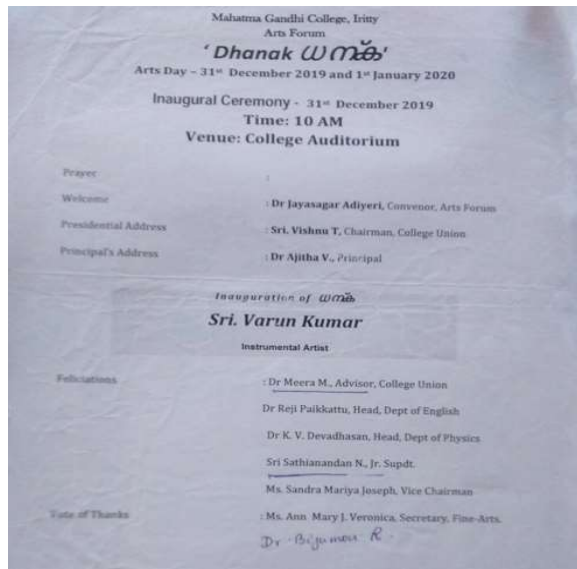 Mahatma Gandhi College, Iritty
Arts Forum
‘ Dhanak ധനക്'
Arts Day – 31st December 2019 and 1st January 2020
Inaugural Ceremony - 31st December 2019
Time: 10 AM
Venue: College Auditorium
Prayer :
Welcome : Dr Jayasagar Adiyeri, Convenor, Arts Forum
Presidential Address : Sri. Vishnu T, Chairman, College Union
Principal's Address : Dr Ajitha V., Principal
Inauguration of ധനക്
Sri. Varun Kumar
Instrumental Artist
Feliciations : Dr Meera M., Advisor, College Union
Dr Reji Paikkattu, Head, Dept of English
Dr K. V. Devadhasan, Head, Dept of Physics
Sri Sathianandan N., Jr. Supdt.
Ms. Sandra Mariya Joseph, Vice Chairman
Vote of Thanks : Ms. Ann Mary J. Veronica, Secretary, Fine-Arts.
Dr. Bijumon R.